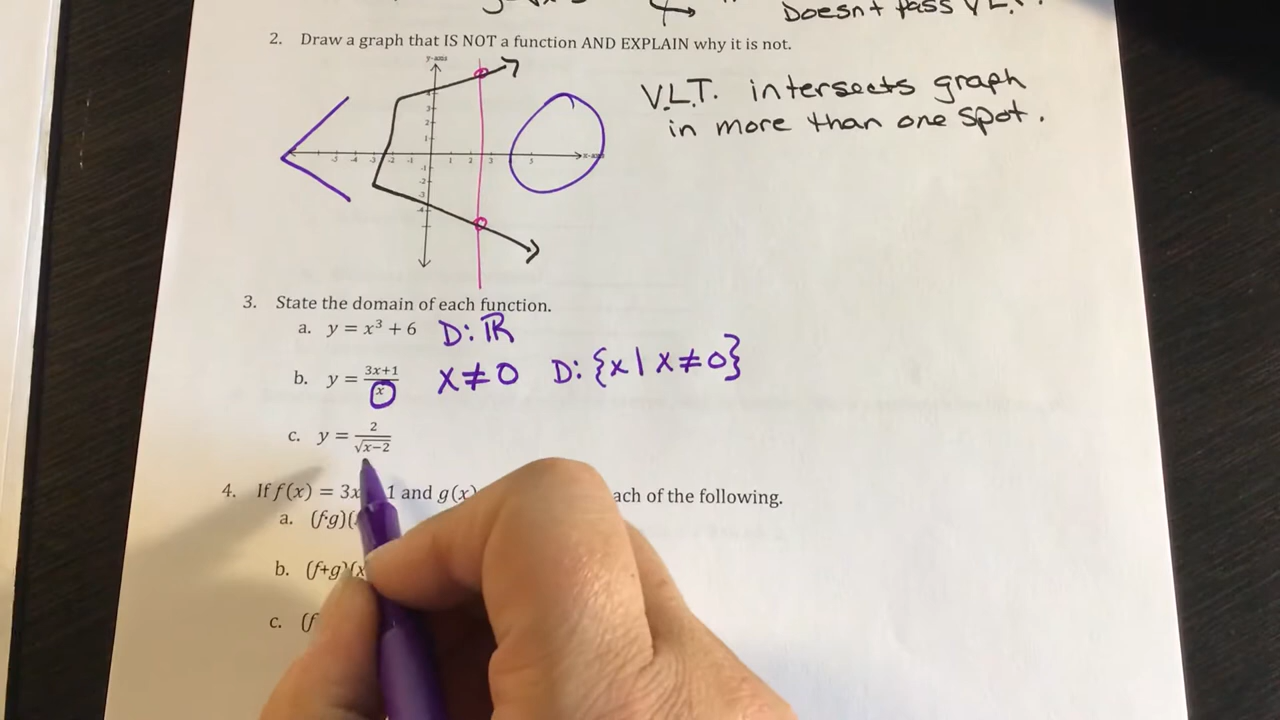 Doesn't pass V.L.T.
2. Draw a graph that IS NOT a function AND EXPLAIN why it is not.
y-axis
x-axis
V.L.T. intersects graph
in more than one spot.
3. State the domain of each function.
a. y = x³ + 6 D: ℝ
b. y = (3x+1)/x x ≠ 0 D: {x | x ≠ 0}
c. y = 2/√(x−2)
4. If f(x) = 3x 1 and g(x) ach of the following.
a. (f·g)(
b. (f+g)(x
c. (f